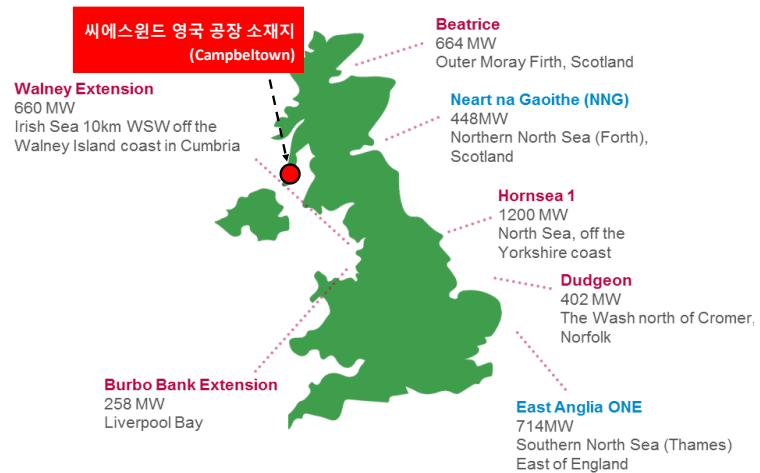 씨에스윈드 영국 공장 소재지
(Campbeltown)
Beatrice
664 MW
Outer Moray Firth, Scotland
Walney Extension
660 MW
Irish Sea 10km WSW off the
Walney Island coast in Cumbria
Neart na Gaoithe (NNG)
448MW
Northern North Sea (Forth),
Scotland
Hornsea 1
1200 MW
North Sea, off the
Yorkshire coast
Dudgeon
402 MW
The Wash north of Cromer,
Norfolk
Burbo Bank Extension
258 MW
Liverpool Bay
East Anglia ONE
714MW
Southern North Sea (Thames)
East of England